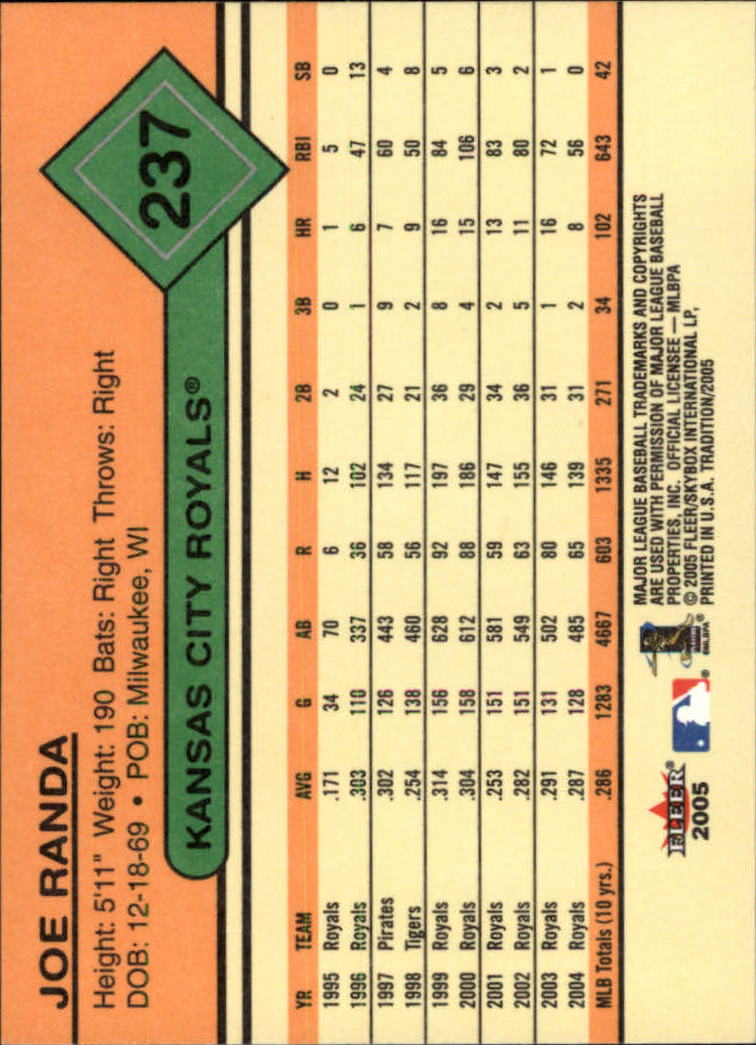 JOE RANDA
Height: 5'11" Weight: 190 Bats: Right Throws: Right
DOB: 12-18-69 • POB: Milwaukee, WI
237
KANSAS CITY ROYALS®
YR TEAM AVG G AB R H 2B 3B HR RBI SB
1995 Royals .171 34 70 6 12 2 0 1 5 0
1996 Royals .303 110 337 36 102 24 1 6 47 13
1997 Pirates .302 126 443 58 134 27 9 7 60 4
1998 Tigers .254 138 460 56 117 21 2 9 50 8
1999 Royals .314 156 628 92 197 36 8 16 84 5
2000 Royals .304 158 612 88 186 29 4 15 106 6
2001 Royals .253 151 581 59 147 34 2 13 83 3
2002 Royals .282 151 549 63 155 36 5 11 80 2
2003 Royals .291 131 502 80 146 31 1 16 72 1
2004 Royals .287 128 485 65 139 31 2 8 56 0
MLB Totals (10 yrs.) .286 1283 4667 603 1335 271 34 102 643 42
FLEER®
2005
®
©MLBPA
MAJOR LEAGUE BASEBALL TRADEMARKS AND COPYRIGHTS
ARE USED WITH PERMISSION OF MAJOR LEAGUE BASEBALL
PROPERTIES, INC. OFFICIAL LICENSEE — MLBPA
© 2005 FLEER/SKYBOX INTERNATIONAL LP,
PRINTED IN U.S.A. TRADITION/2005